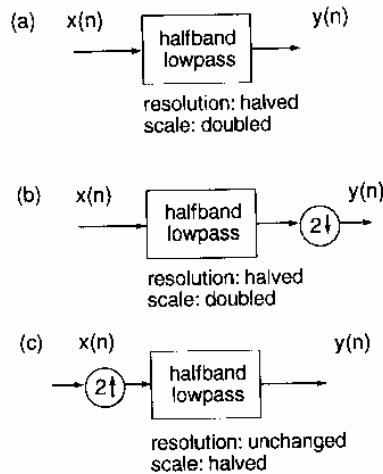 (a) x(n) y(n)
halfband
lowpass
resolution: halved
scale: doubled
(b) x(n) y(n)
halfband
lowpass
2↓
resolution: halved
scale: doubled
(c) x(n) y(n)
2↑
halfband
lowpass
resolution: unchanged
scale: halved